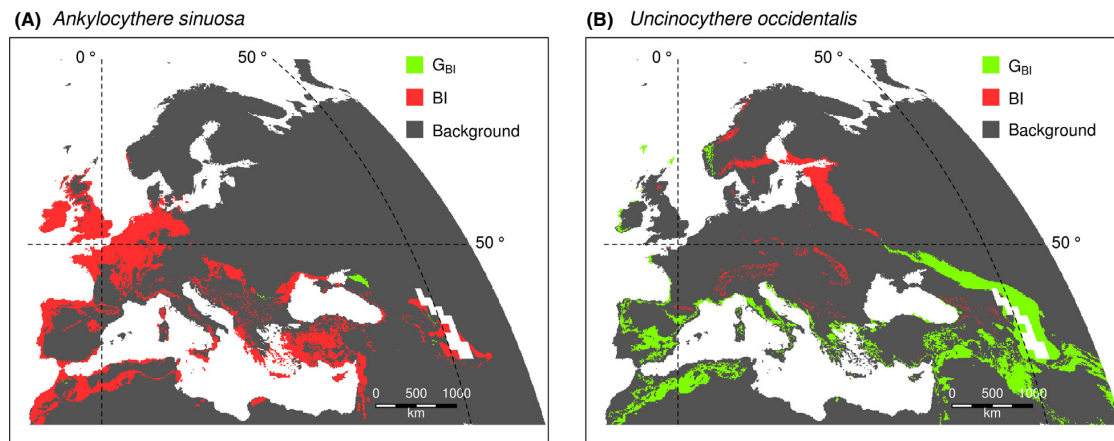 (A) Ankylocythere sinuosa
0 °
50 °
G_BI
BI
Background
50 °
0 500 1000
km
(B) Uncinocythere occidentalis
0 °
50 °
G_BI
BI
Background
50 °
0 500 1000
km